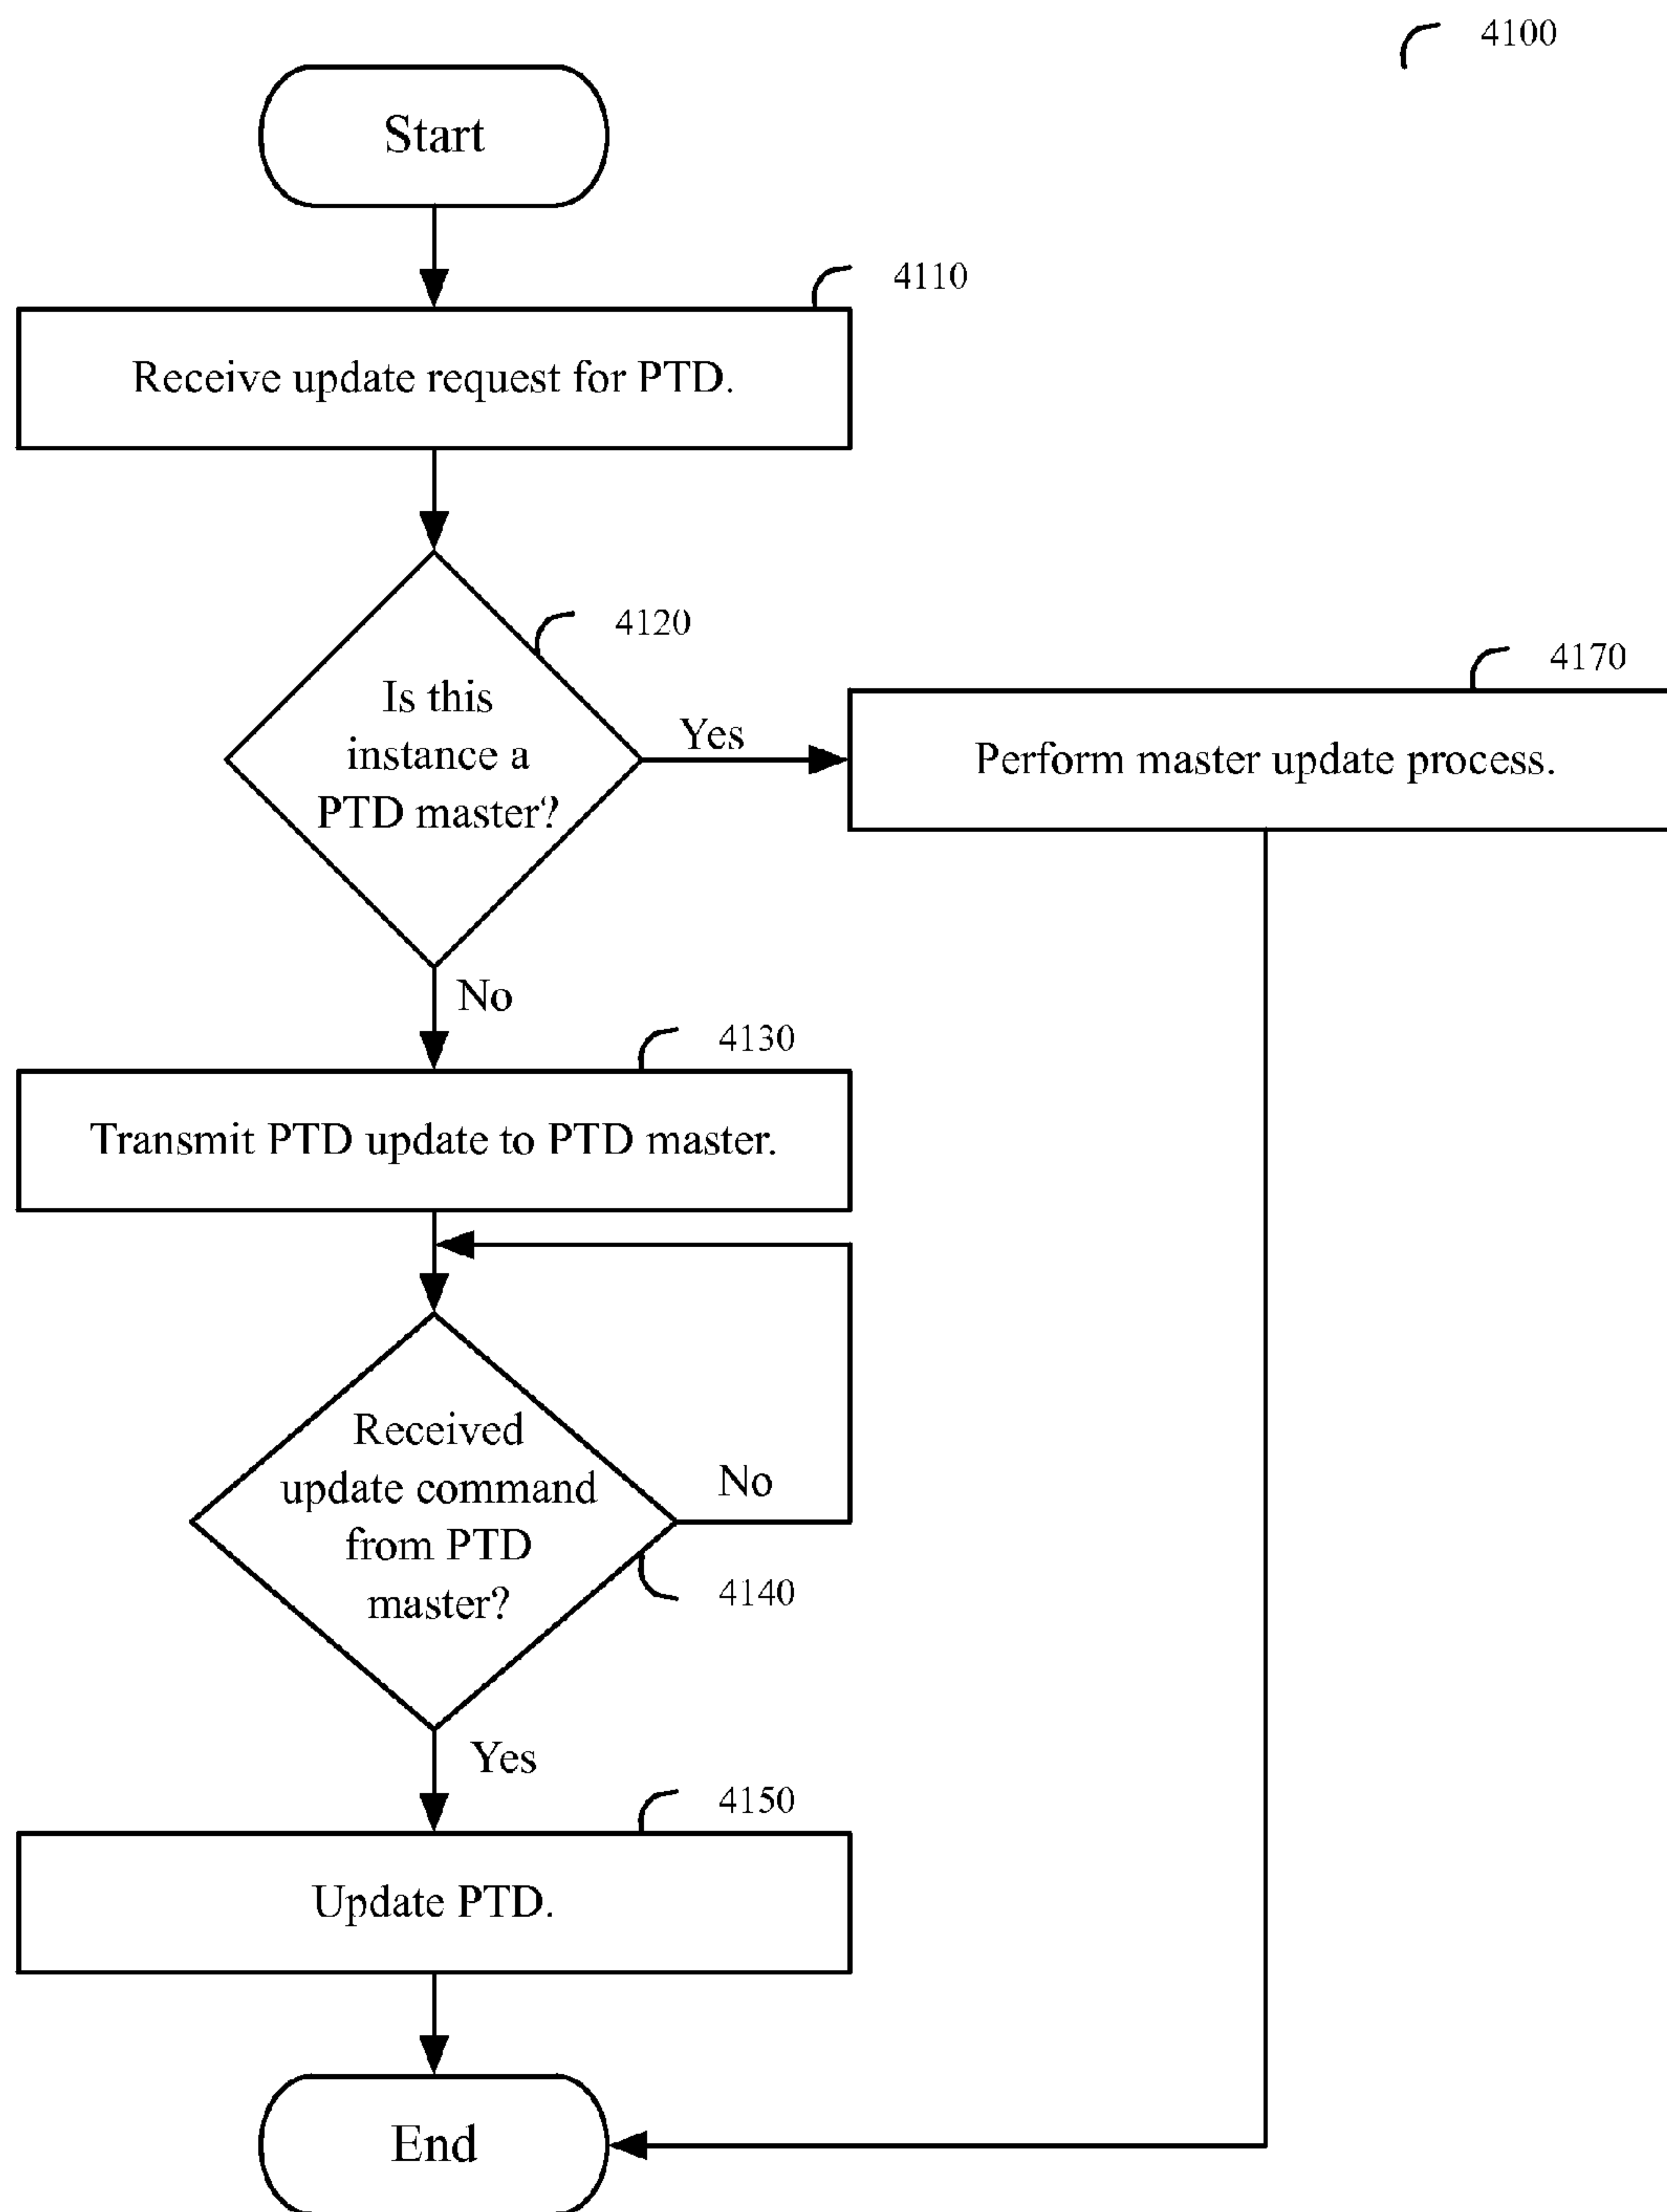 4100
Start
4110
Receive update request for PTD.
4120
Is this
instance a
PTD master?
Yes
4170
Perform master update process.
No
4130
Transmit PTD update to PTD master.
Received
update command
from PTD
master?
No
4140
Yes
4150
Update PTD.
End